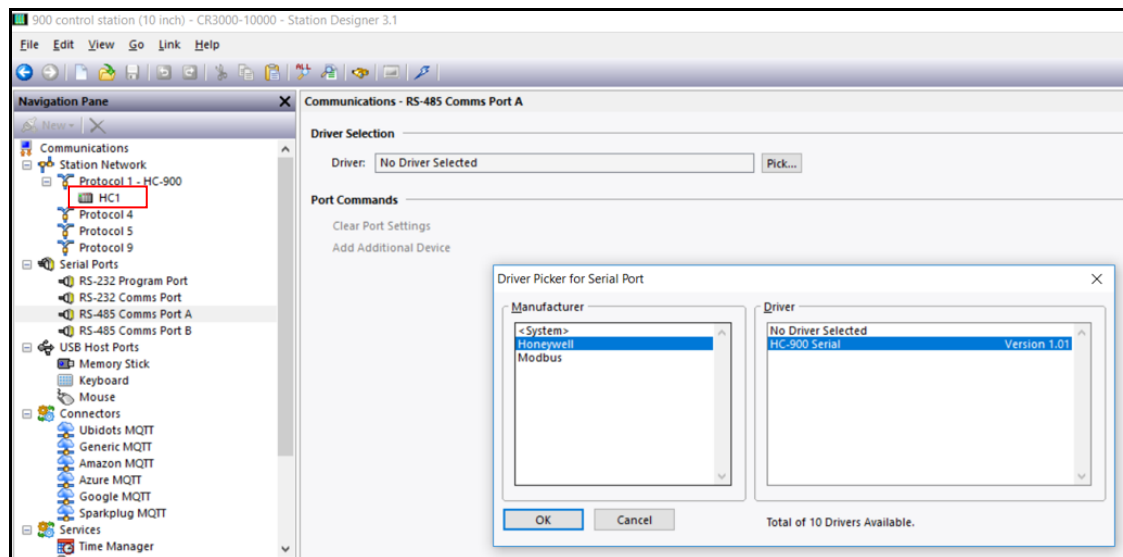 900 control station (10 inch) - CR3000-10000 - Station Designer 3.1
File Edit View Go Link Help
Navigation Pane
New
Communications
Station Network
Protocol 1 - HC-900
HC1
Protocol 4
Protocol 5
Protocol 9
Serial Ports
RS-232 Program Port
RS-232 Comms Port
RS-485 Comms Port A
RS-485 Comms Port B
USB Host Ports
Memory Stick
Keyboard
Mouse
Connectors
Ubidots MQTT
Generic MQTT
Amazon MQTT
Azure MQTT
Google MQTT
Sparkplug MQTT
Services
Time Manager
Communications - RS-485 Comms Port A
Driver Selection
Driver: No Driver Selected Pick...
Port Commands
Clear Port Settings
Add Additional Device
Driver Picker for Serial Port
Manufacturer
<System>
Honeywell
Modbus
Driver
No Driver Selected
HC-900 Serial Version 1.01
OK Cancel Total of 10 Drivers Available.